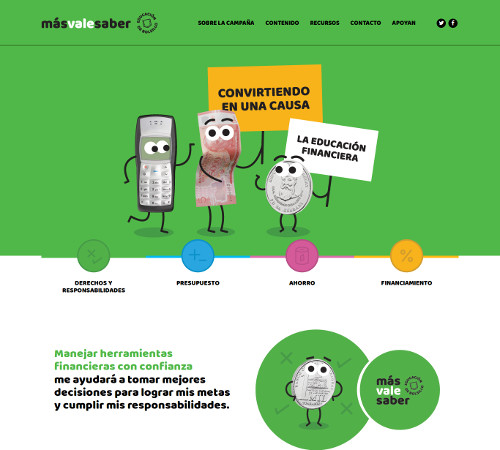 másvalesaber
SOBRE LA CAMPAÑA CONTENIDO RECURSOS CONTACTO APOYAN
CONVIRTIENDO
EN UNA CAUSA
LA EDUCACIÓN
FINANCIERA
DERECHOS Y
RESPONSABILIDADES
PRESUPUESTO
AHORRO
FINANCIAMIENTO
Manejar herramientas
financieras con confianza
me ayudará a tomar mejores
decisiones para lograr mis metas
y cumplir mis responsabilidades.
más
vale
saber